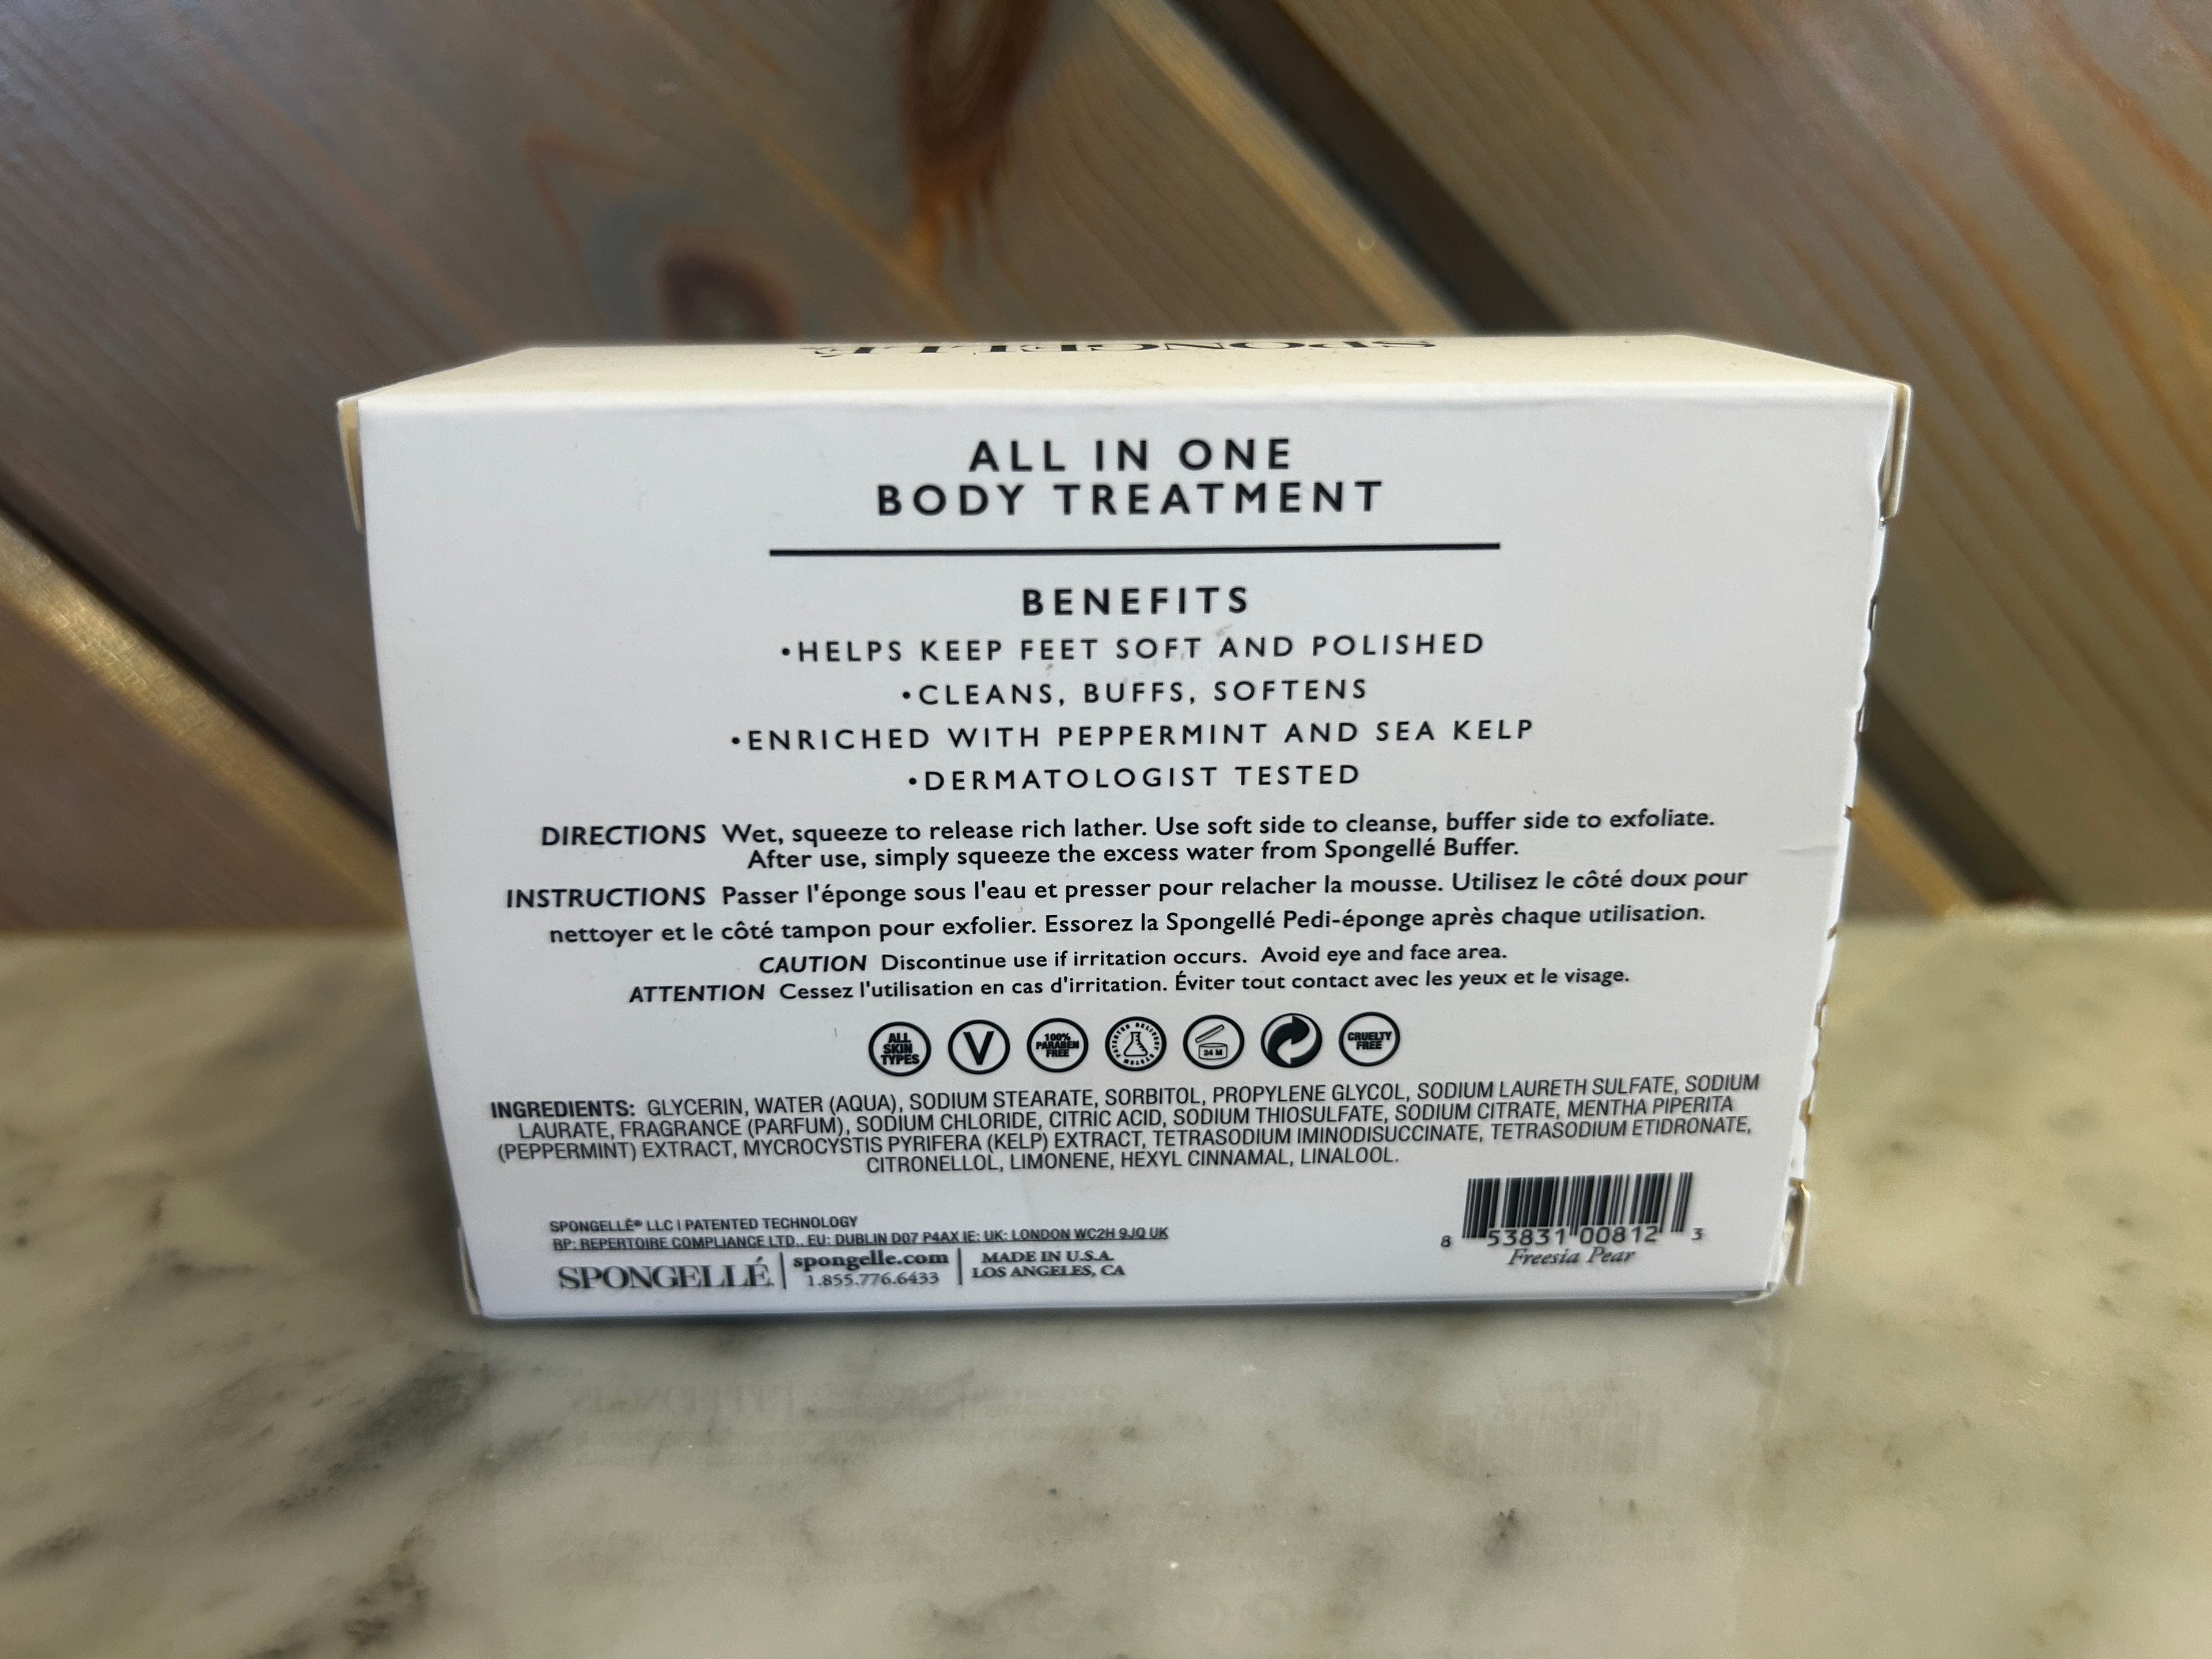 SPONGELLÉ
ALL IN ONE
BODY TREATMENT
BENEFITS
•HELPS KEEP FEET SOFT AND POLISHED
•CLEANS, BUFFS, SOFTENS
•ENRICHED WITH PEPPERMINT AND SEA KELP
•DERMATOLOGIST TESTED
DIRECTIONS Wet, squeeze to release rich lather. Use soft side to cleanse, buffer side to exfoliate.
After use, simply squeeze the excess water from Spongellé Buffer.
INSTRUCTIONS Passer l'éponge sous l'eau et presser pour relacher la mousse. Utilisez le côté doux pour
nettoyer et le côté tampon pour exfolier. Essorez la Spongellé Pedi-éponge après chaque utilisation.
CAUTION Discontinue use if irritation occurs. Avoid eye and face area.
ATTENTION Cessez l'utilisation en cas d'irritation. Éviter tout contact avec les yeux et le visage.
ALL
SKIN
TYPES
V
100%
PARABEN
FREE
24 M
CRUELTY
FREE
INGREDIENTS: GLYCERIN, WATER (AQUA), SODIUM STEARATE, SORBITOL, PROPYLENE GLYCOL, SODIUM LAURETH SULFATE, SODIUM
LAURATE, FRAGRANCE (PARFUM), SODIUM CHLORIDE, CITRIC ACID, SODIUM THIOSULFATE, SODIUM CITRATE, MENTHA PIPERITA
(PEPPERMINT) EXTRACT, MYCROCYSTIS PYRIFERA (KELP) EXTRACT, TETRASODIUM IMINODISUCCINATE, TETRASODIUM ETIDRONATE,
CITRONELLOL, LIMONENE, HEXYL CINNAMAL, LINALOOL.
SPONGELLÉ® LLC | PATENTED TECHNOLOGY
RP: REPERTOIRE COMPLIANCE LTD., EU: DUBLIN D07 P4AX IE: UK: LONDON WC2H 9JQ UK
SPONGELLÉ
spongelle.com
1.855.776.6433
MADE IN U.S.A.
LOS ANGELES, CA
8 53831 00812 3
Freesia Pear